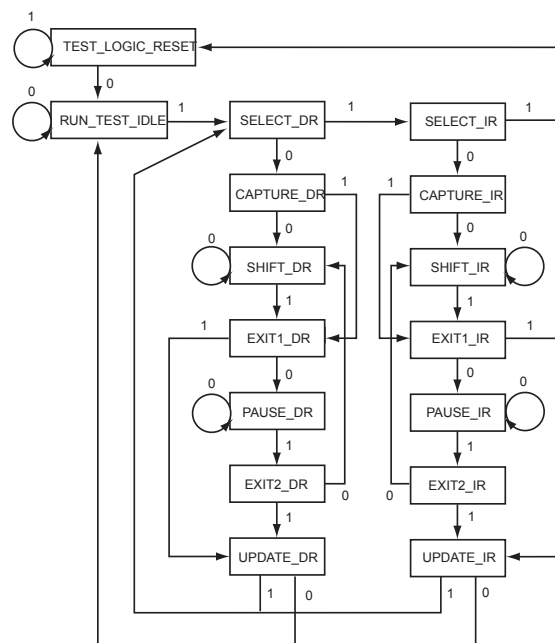 1
TEST_LOGIC_RESET
0
0
RUN_TEST_IDLE
1
SELECT_DR
1
SELECT_IR
1
0
0
CAPTURE_DR
1
1
CAPTURE_IR
0
0
0
SHIFT_DR
SHIFT_IR
0
1
1
1
EXIT1_DR
EXIT1_IR
1
0
0
0
PAUSE_DR
PAUSE_IR
0
1
1
EXIT2_DR
0
0
EXIT2_IR
1
1
UPDATE_DR
UPDATE_IR
1
0
1
0